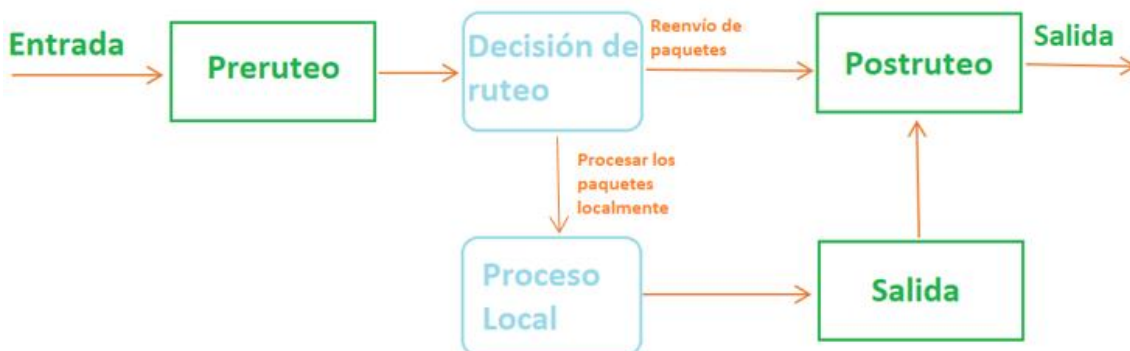 Entrada
Preruteo
Decisión de
ruteo
Reenvío de
paquetes
Postruteo
Salida
Procesar los
paquetes
localmente
Proceso
Local
Salida